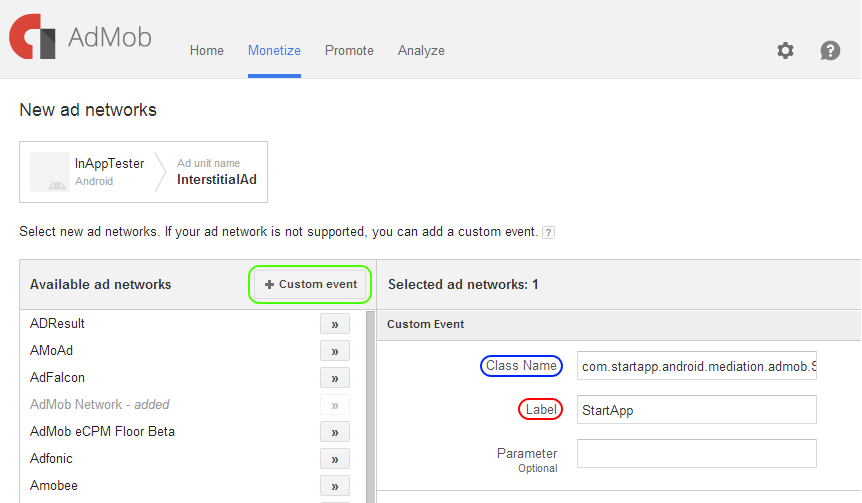 AdMob
Home Monetize Promote Analyze
New ad networks
InAppTester
Android
Ad unit name
InterstitialAd
Select new ad networks. If your ad network is not supported, you can add a custom event. ?
Available ad networks
+ Custom event
ADResult »
AMoAd »
AdFalcon »
AdMob Network - added »
AdMob eCPM Floor Beta »
Adfonic »
Amobee »
Selected ad networks: 1
Custom Event
Class Name com.startapp.android.mediation.admob.S
Label StartApp
Parameter
Optional